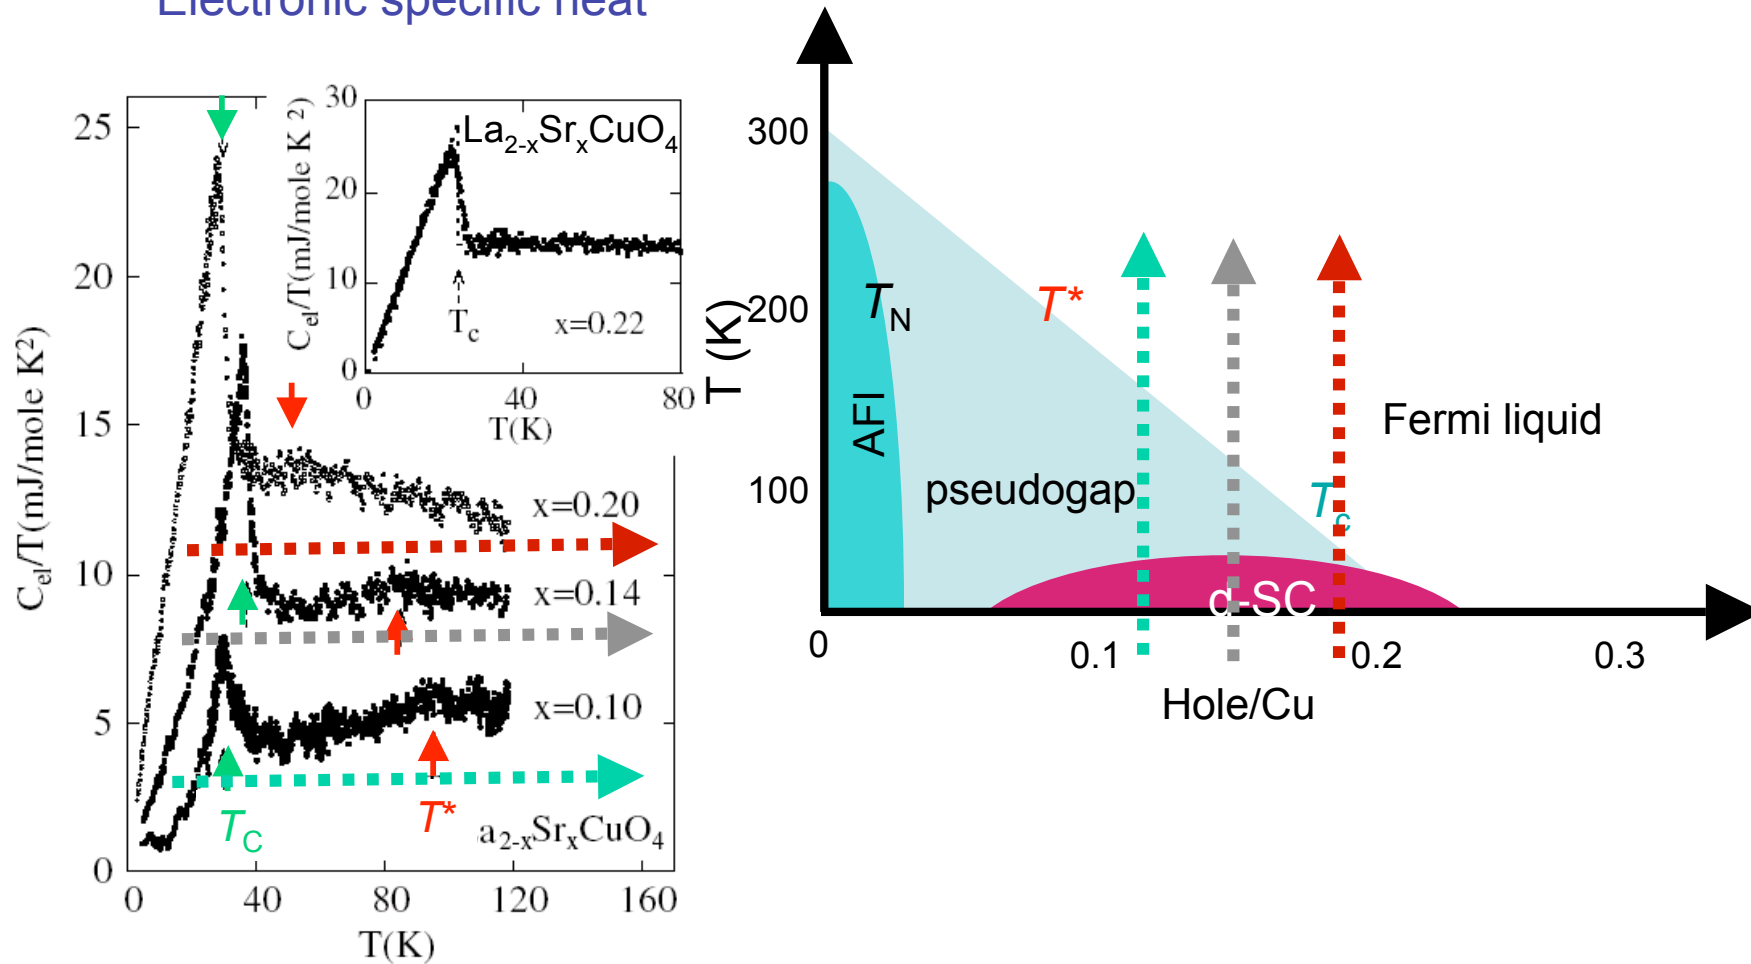 Electronic specific heat
25
20
15
10
5
0
0 40 80 120 160
T(K)
C_el/T(mJ/mole K²)
30
20
10
0
0 40 80
T(K)
C_el/T(mJ/mole K²)
La₂₋ₓSrₓCuO₄
T_c
x=0.22
x=0.20
x=0.14
x=0.10
T_C
T*
a₂₋ₓSrₓCuO₄
300
200
100
T (K)
T_N
T*
AFI
pseudogap
T_c
Fermi liquid
d-SC
0 0.1 0.2 0.3
Hole/Cu